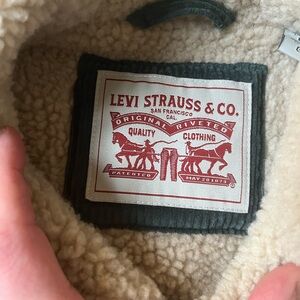 LEVI STRAUSS & CO.
SAN FRANCISCO
CAL.
ORIGINAL RIVETED
QUALITY CLOTHING
PATENTED MAY 20 1873